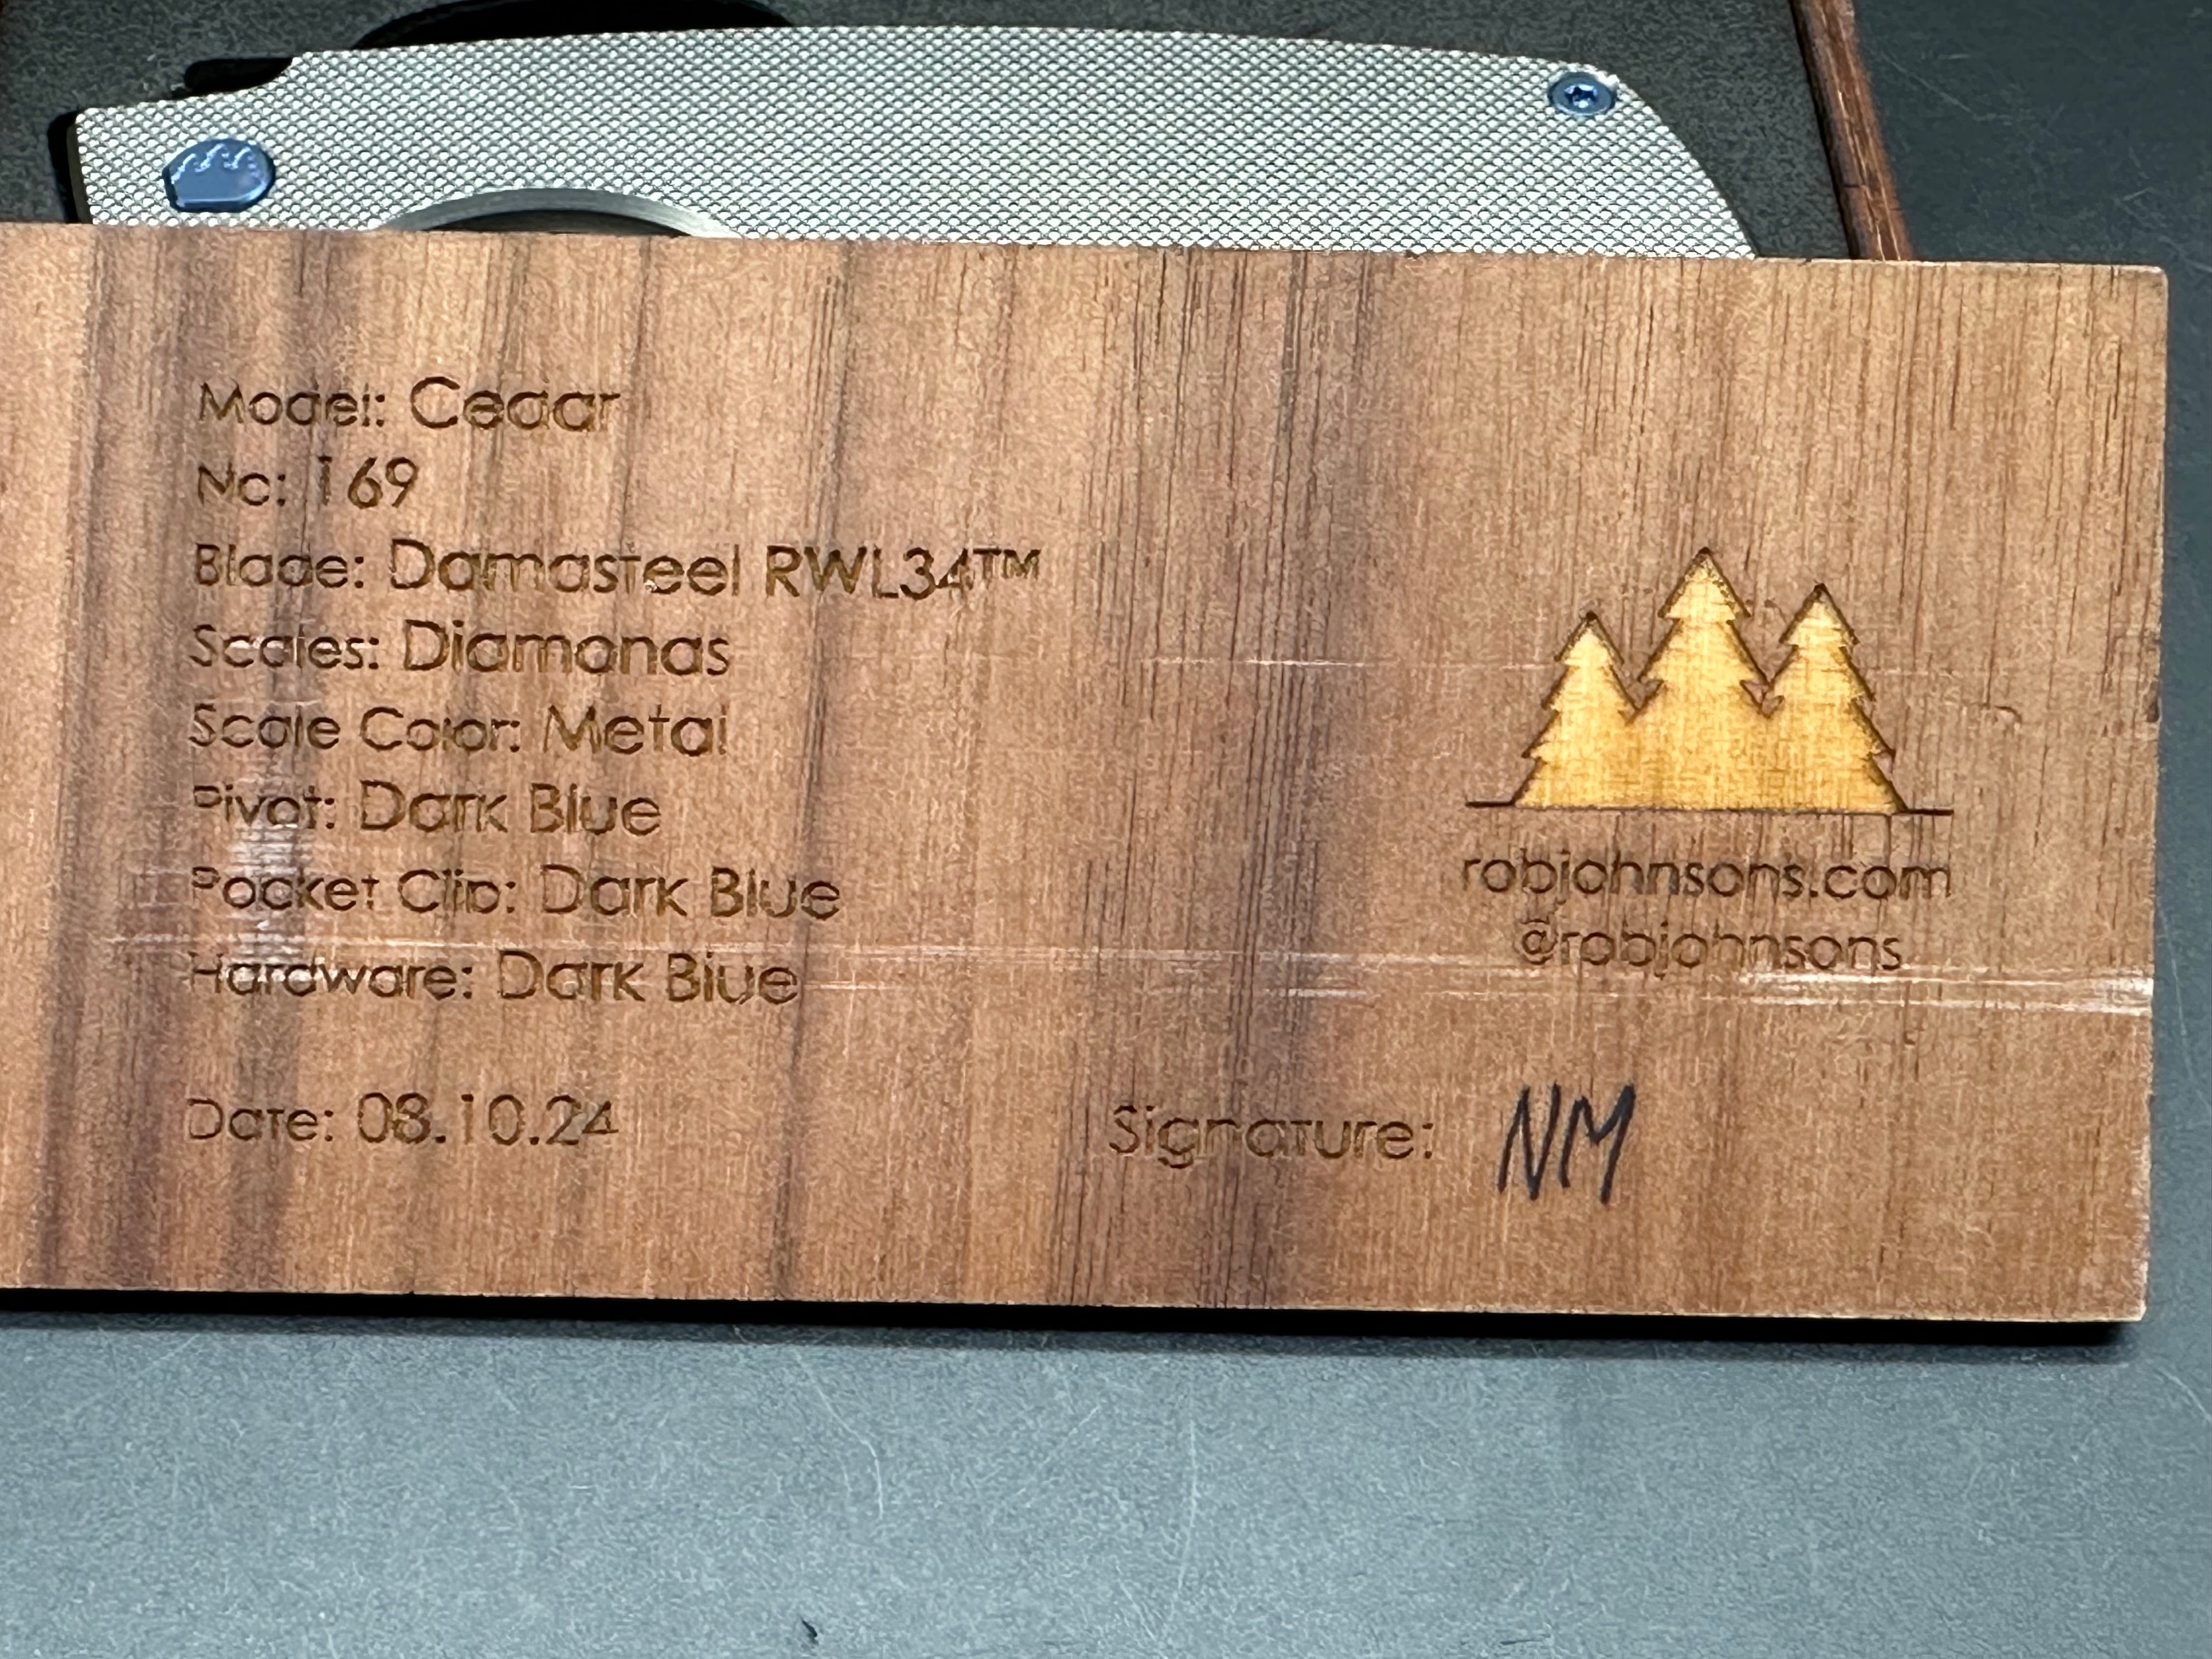 Model: Cedar
No: 169
Blade: Damasteel RWL34™
Scales: Diamonds
Scale Color: Metal
Pivot: Dark Blue
Pocket Clip: Dark Blue
Hardware: Dark Blue
robjohnsons.com
@robjohnsons
Date: 08.10.24
Signature: NM